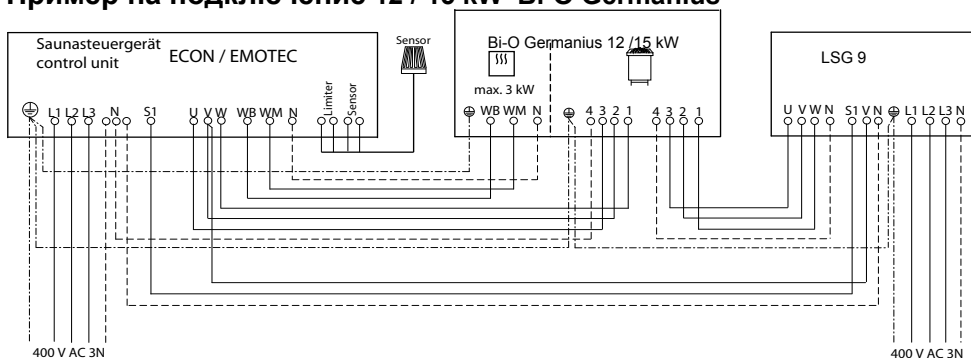 Пример на подключение 12 / 15 kW Bi-O Germanius
Saunasteuergerät
control unit
ECON / EMOTEC
Sensor
Bi-O Germanius 12 /15 kW
max. 3 kW
LSG 9
Limiter
Sensor
L1 L2 L3 N S1 U V W WB WM N
WB WM N 4 3 2 1 4 3 2 1
U V W N S1 V N L1 L2 L3 N
400 V AC 3N
400 V AC 3N